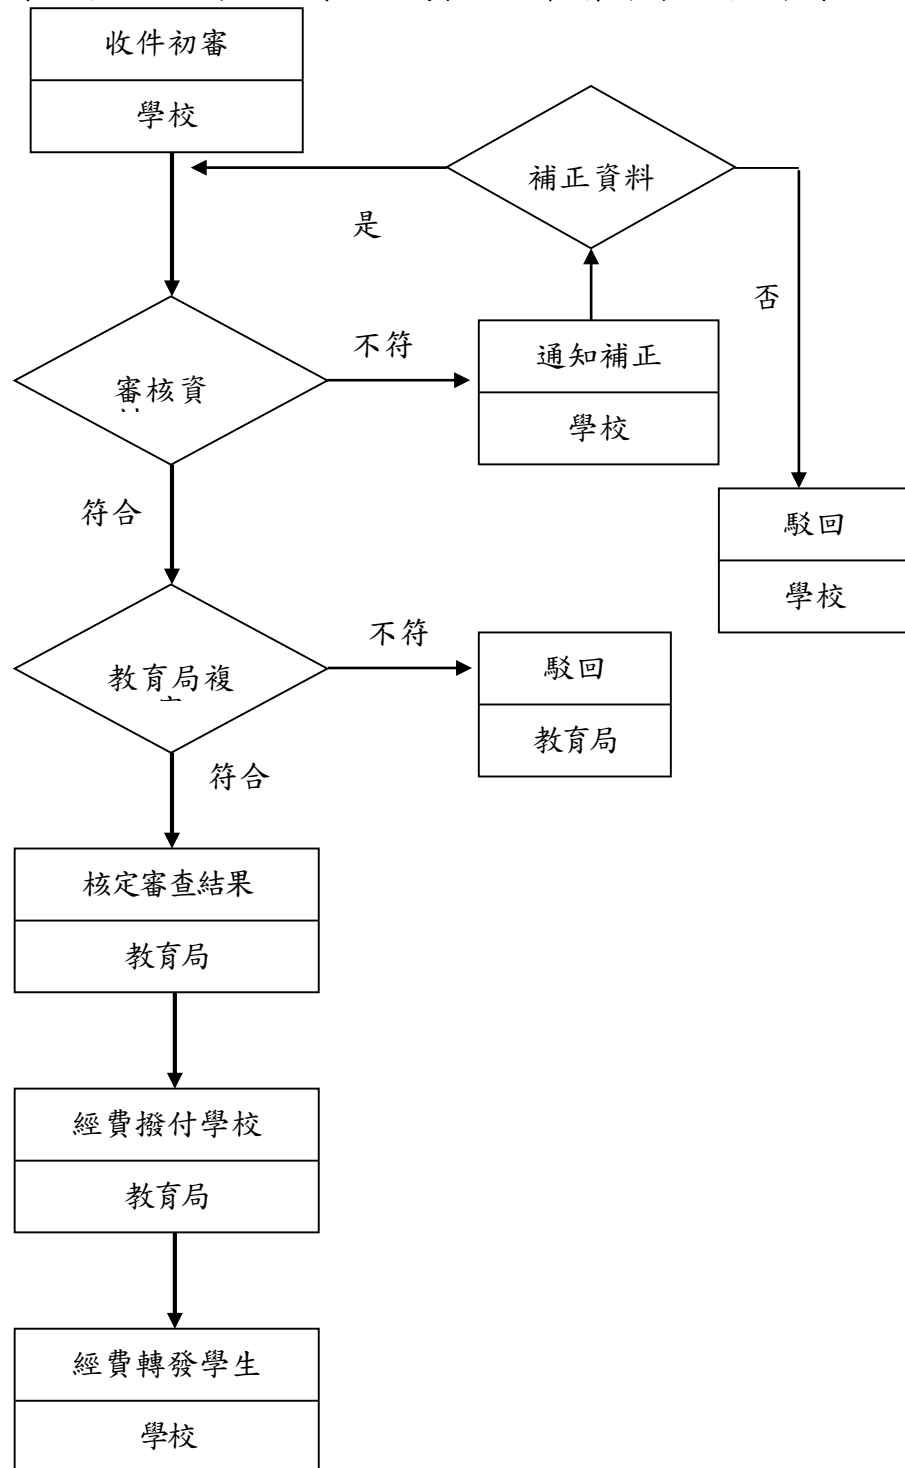 收件初審
學校
補正資料
是
否
不符
通知補正
學校
審核資
符合
駁回
學校
不符
教育局複
駁回
教育局
符合
核定審查結果
教育局
經費撥付學校
教育局
經費轉發學生
學校